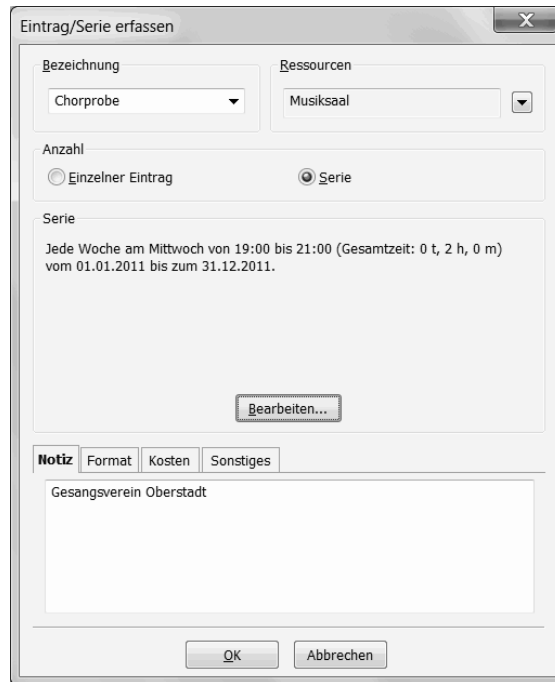 Eintrag/Serie erfassen
X
Bezeichnung
Ressourcen
Chorprobe
Musiksaal
Anzahl
Einzelner Eintrag
Serie
Serie
Jede Woche am Mittwoch von 19:00 bis 21:00 (Gesamtzeit: 0 t, 2 h, 0 m)
vom 01.01.2011 bis zum 31.12.2011.
Bearbeiten...
Notiz Format Kosten Sonstiges
Gesangsverein Oberstadt
OK Abbrechen